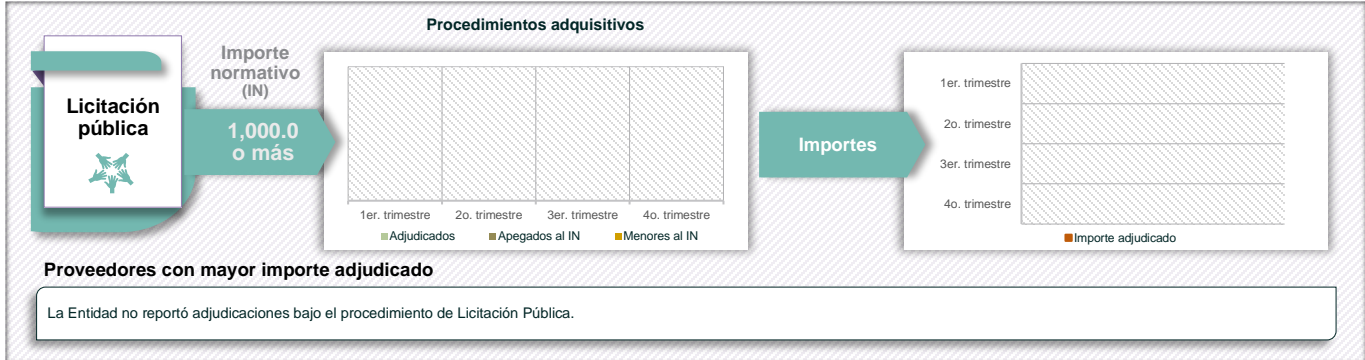 Procedimientos adquisitivos
Licitación
pública
Importe
normativo
(IN)
1,000.0
o más
1er. trimestre 2o. trimestre 3er. trimestre 4o. trimestre
Adjudicados Apegados al IN Menores al IN
Importes
1er. trimestre
2o. trimestre
3er. trimestre
4o. trimestre
Importe adjudicado
Proveedores con mayor importe adjudicado
La Entidad no reportó adjudicaciones bajo el procedimiento de Licitación Pública.